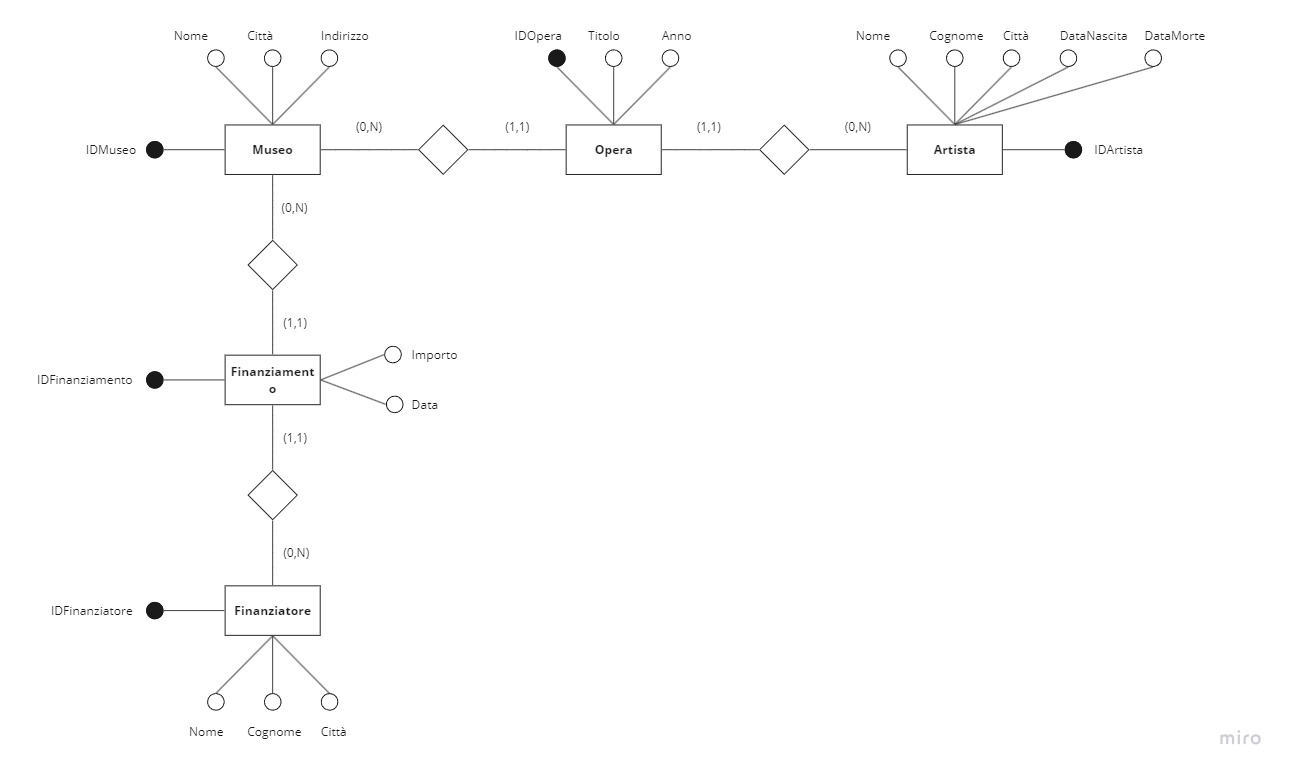 Nome Città Indirizzo IDOpera Titolo Anno Nome Cognome Città DataNascita DataMorte
(0,N) (1,1) (1,1) (0,N)
IDMuseo Museo Opera Artista IDArtista
(0,N)
(1,1)
Importo
Finanziament
IDFinanziamento
o
Data
(1,1)
(0,N)
IDFinanziatore Finanziatore
Nome Cognome Città
miro